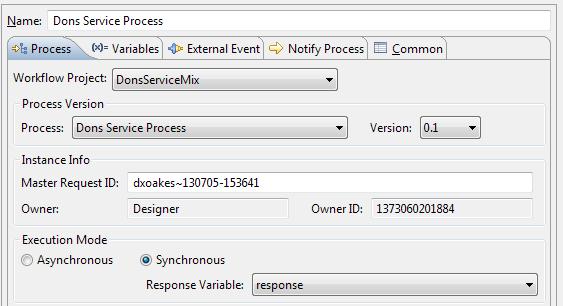 Name: Dons Service Process
Process (x)= Variables External Event Notify Process Common
Workflow Project: DonsServiceMix
Process Version
Process: Dons Service Process Version: 0.1
Instance Info
Master Request ID: dxoakes~130705-153641
Owner: Designer Owner ID: 1373060201884
Execution Mode
Asynchronous Synchronous
Response Variable: response